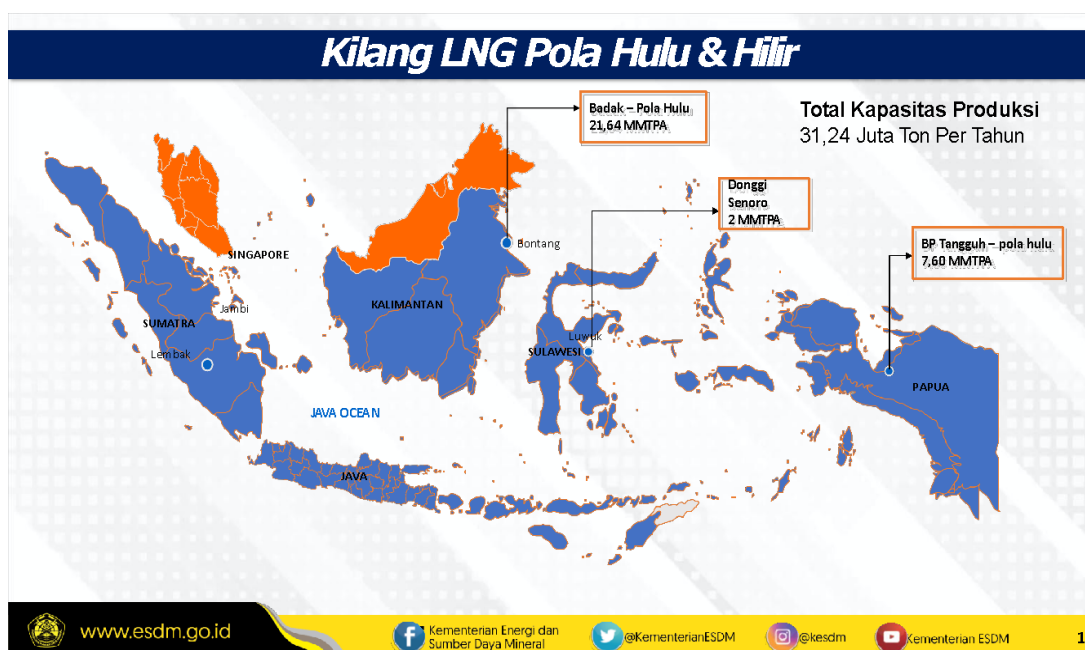 Kilang LNG Pola Hulu & Hilir
Badak – Pola Hulu
21,64 MMTPA
Total Kapasitas Produksi
31,24 Juta Ton Per Tahun
Donggi
Senoro
2 MMTPA
BP Tangguh – pola hulu
7,60 MMTPA
Bontang
SINGAPORE
KALIMANTAN
Jambi
SUMATRA
Luwuk
SULAWESI
Lembak
PAPUA
JAVA OCEAN
JAVA
www.esdm.go.id
Kementerian Energi dan
Sumber Daya Mineral
@KementerianESDM
@kesdm
Kementerian ESDM
1